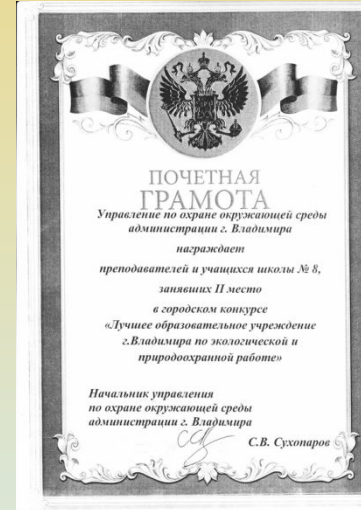 ПОЧЕТНАЯ
ГРАМОТА
Управление по охране окружающей среды
администрации г. Владимира
награждает
преподавателей и учащихся школы № 8,
занявших II место
в городском конкурсе
«Лучшее образовательное учреждение
г.Владимира по экологической и
природоохранной работе»
Начальник управления
по охране окружающей среды
администрации г. Владимира
С.В. Сухопаров